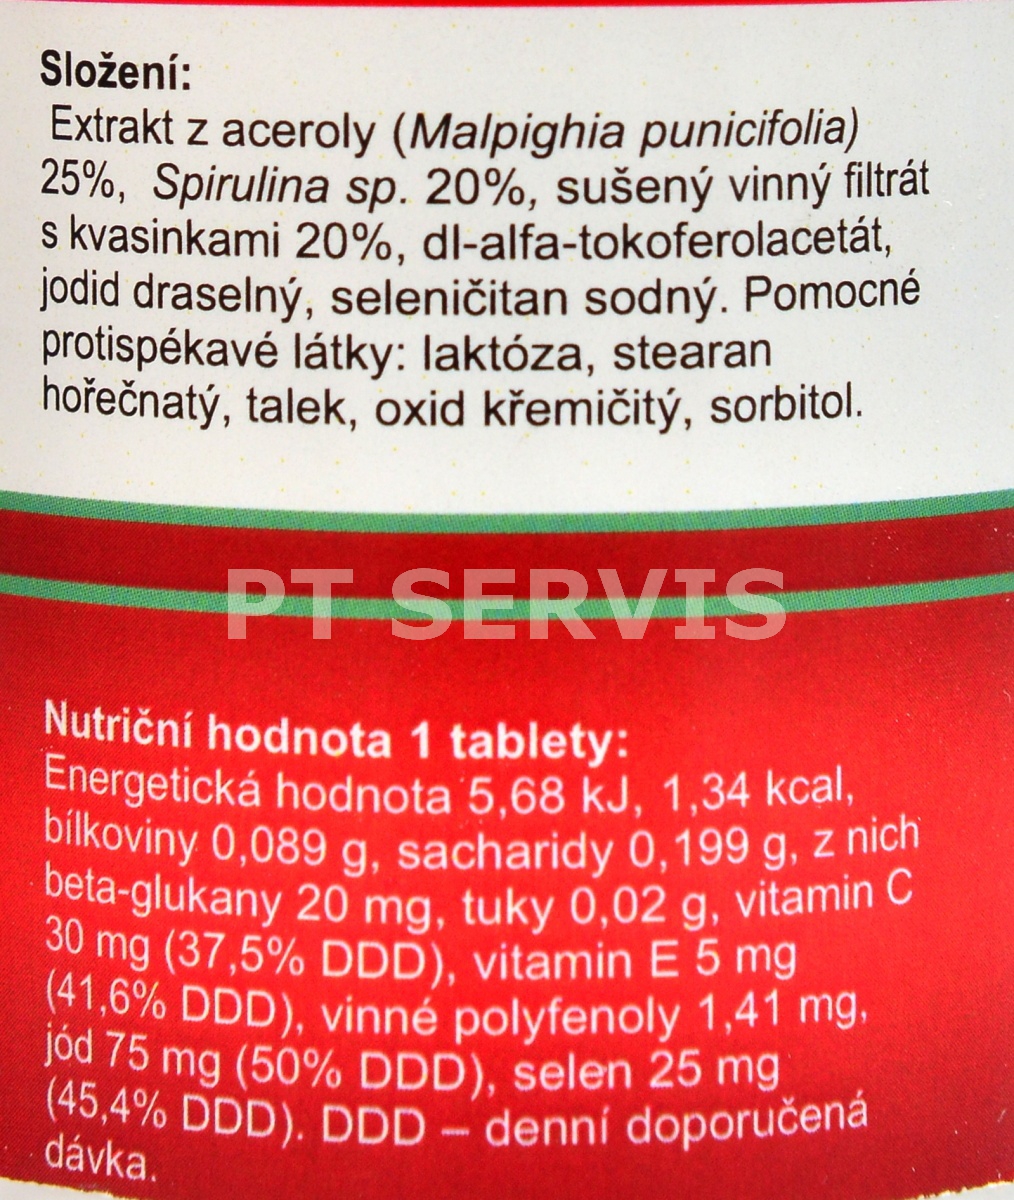 Složení:
Extrakt z aceroly (Malpighia punicifolia)
25%, Spirulina sp. 20%, sušený vinný filtrát
s kvasinkami 20%, dl-alfa-tokoferolacetát,
jodid draselný, seleničitan sodný. Pomocné
protispékavé látky: laktóza, stearan
hořečnatý, talek, oxid křemičitý, sorbitol.
PT SERVIS
Nutriční hodnota 1 tablety:
Energetická hodnota 5,68 kJ, 1,34 kcal,
bílkoviny 0,089 g, sacharidy 0,199 g, z nich
beta-glukany 20 mg, tuky 0,02 g, vitamin C
30 mg (37,5% DDD), vitamin E 5 mg
(41,6% DDD), vinné polyfenoly 1,41 mg,
jód 75 mg (50% DDD), selen 25 mg
(45,4% DDD). DDD – denní doporučená
dávka.